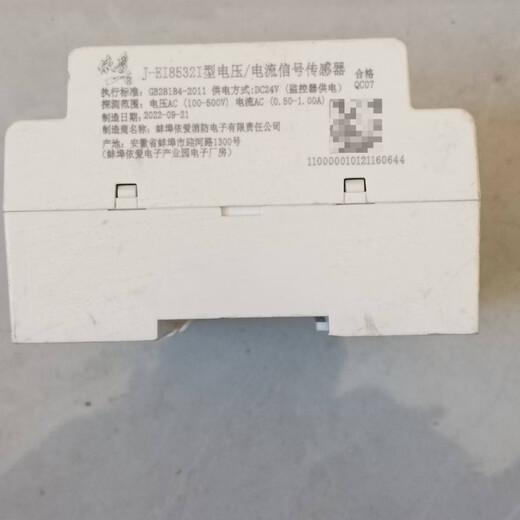 依爱 J-EI8532I型电压/电流信号传感器 合格
执行标准: GB28184-2011 供电方式:DC24V (监控器供电) QC07
探测范围: 电压AC (100-500V) 电流AC (0.50-1.00A)
制造日期: 2022-09-21
制造商名称: 蚌埠依爱消防电子有限责任公司
产地: 安徽省蚌埠市迎河路1300号
(蚌埠依爱电子产业园电子厂房)
110000010121160644